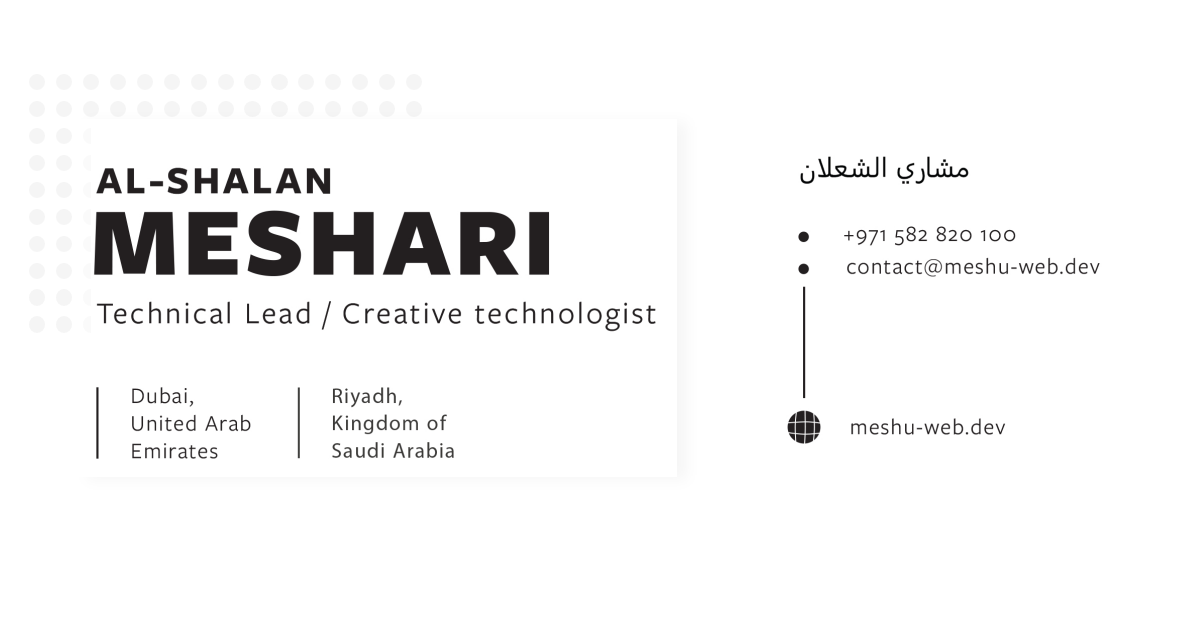 AL-SHALAN
MESHARI
Technical Lead / Creative technologist
Dubai,
United Arab
Emirates
Riyadh,
Kingdom of
Saudi Arabia
مشاري الشعلان
+971 582 820 100
contact@meshu-web.dev
meshu-web.dev